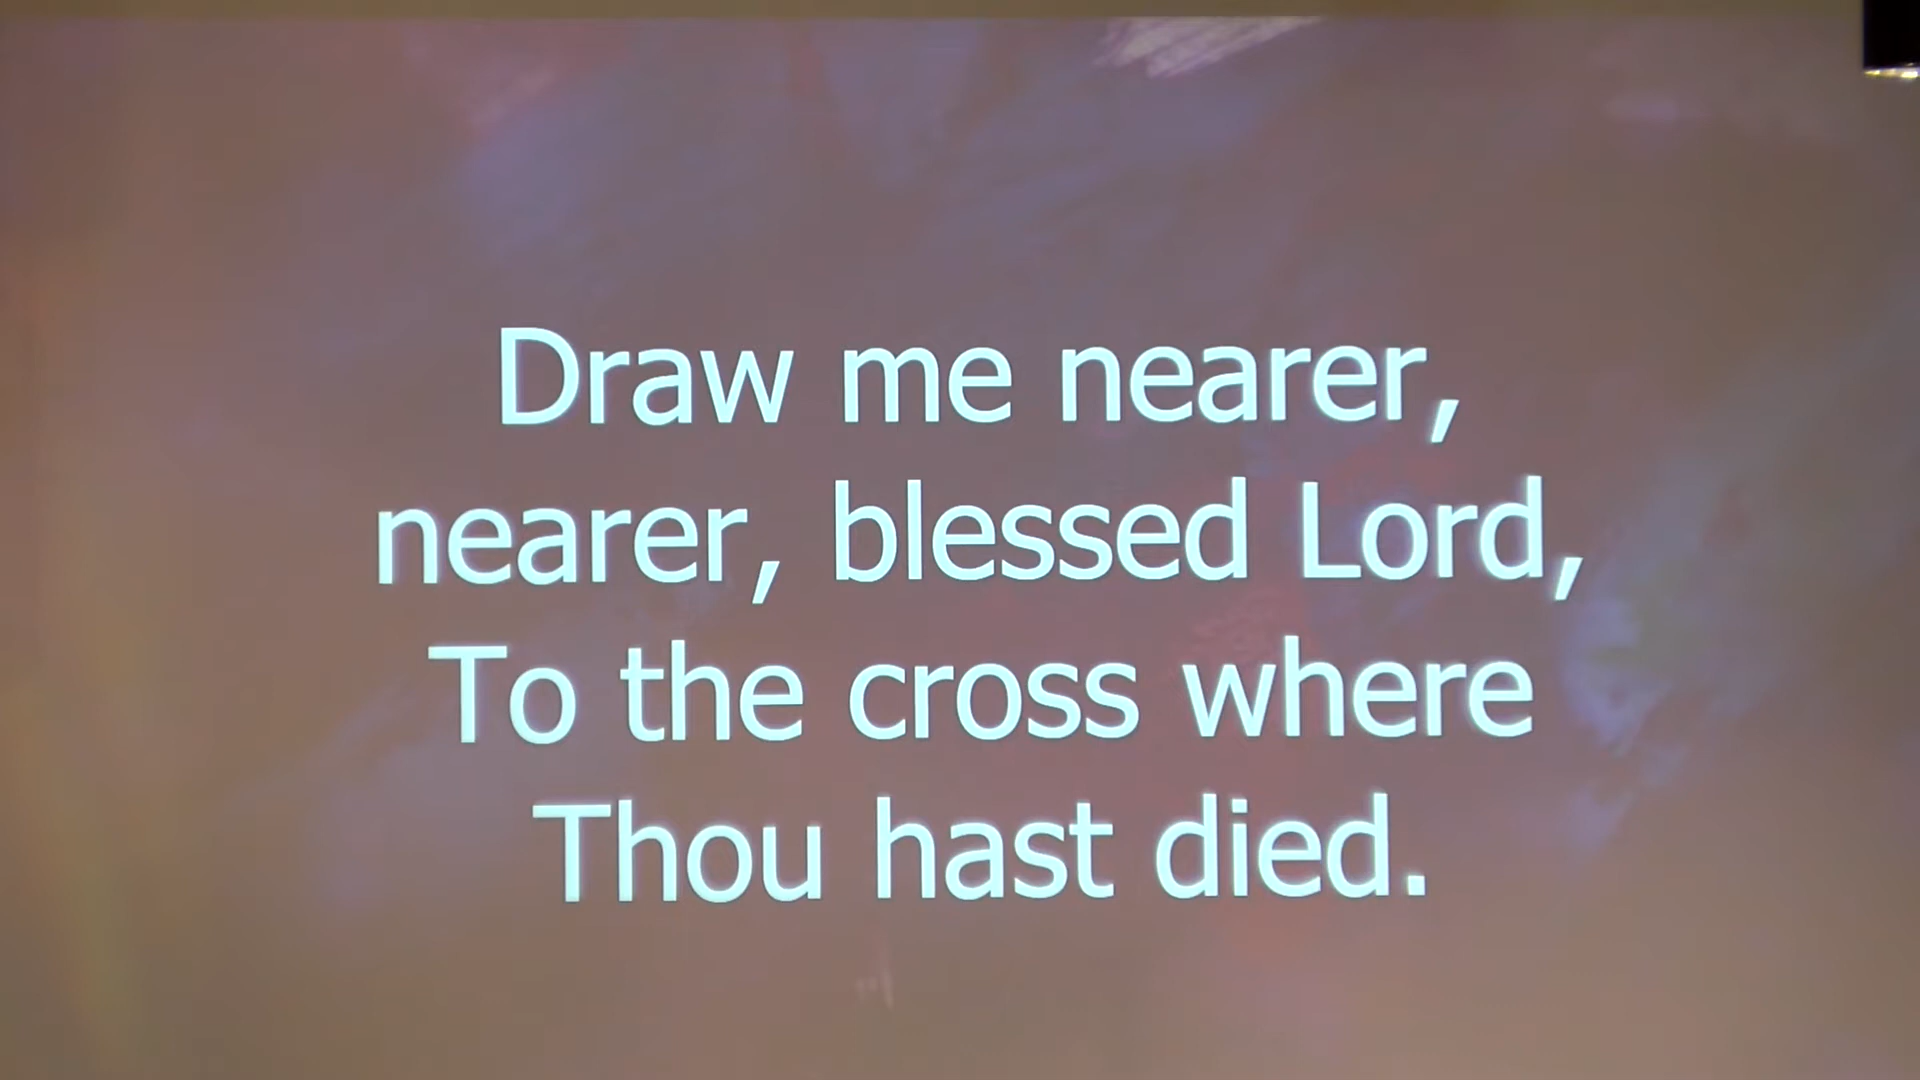 Draw me nearer,
nearer, blessed Lord,
To the cross where
Thou hast died.